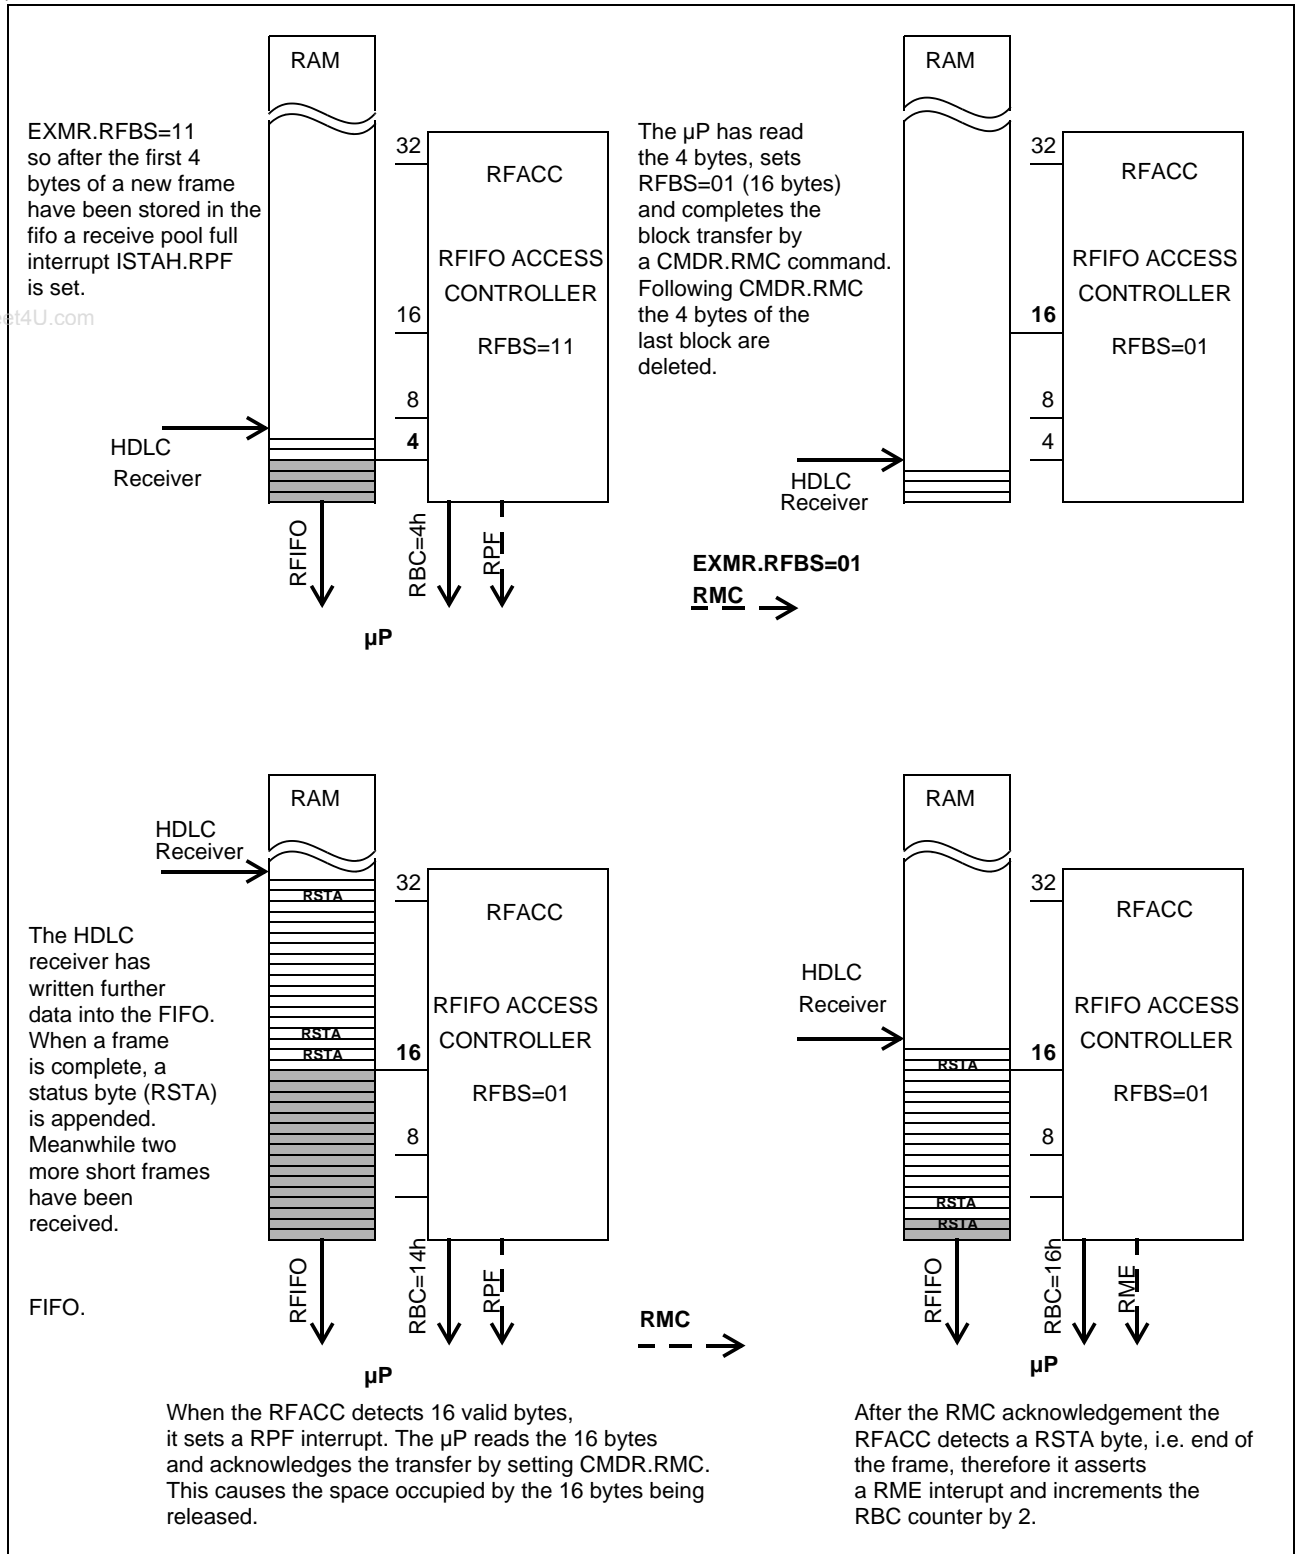 RAM
EXMR.RFBS=11
so after the first 4
bytes of a new frame
have been stored in the
fifo a receive pool full
interrupt ISTAH.RPF
is set.
et4U.com
32
16
8
4
RFACC
RFIFO ACCESS
CONTROLLER
RFBS=11
HDLC
Receiver
RFIFO
RBC=4h
RPF
µP
The µP has read
the 4 bytes, sets
RFBS=01 (16 bytes)
and completes the
block transfer by
a CMDR.RMC command.
Following CMDR.RMC
the 4 bytes of the
last block are
deleted.
RAM
32
16
8
4
RFACC
RFIFO ACCESS
CONTROLLER
RFBS=01
HDLC
Receiver
EXMR.RFBS=01
RMC
RAM
HDLC
Receiver
RSTA
RSTA
RSTA
The HDLC
receiver has
written further
data into the FIFO.
When a frame
is complete, a
status byte (RSTA)
is appended.
Meanwhile two
more short frames
have been
received.
FIFO.
32
16
8
RFACC
RFIFO ACCESS
CONTROLLER
RFBS=01
RFIFO
RBC=14h
RPF
µP
When the RFACC detects 16 valid bytes,
it sets a RPF interrupt. The µP reads the 16 bytes
and acknowledges the transfer by setting CMDR.RMC.
This causes the space occupied by the 16 bytes being
released.
RMC
RAM
HDLC
Receiver
RSTA
RSTA
RSTA
32
16
8
RFACC
RFIFO ACCESS
CONTROLLER
RFBS=01
RFIFO
RBC=16h
RME
µP
After the RMC acknowledgement the
RFACC detects a RSTA byte, i.e. end of
the frame, therefore it asserts
a RME interupt and increments the
RBC counter by 2.